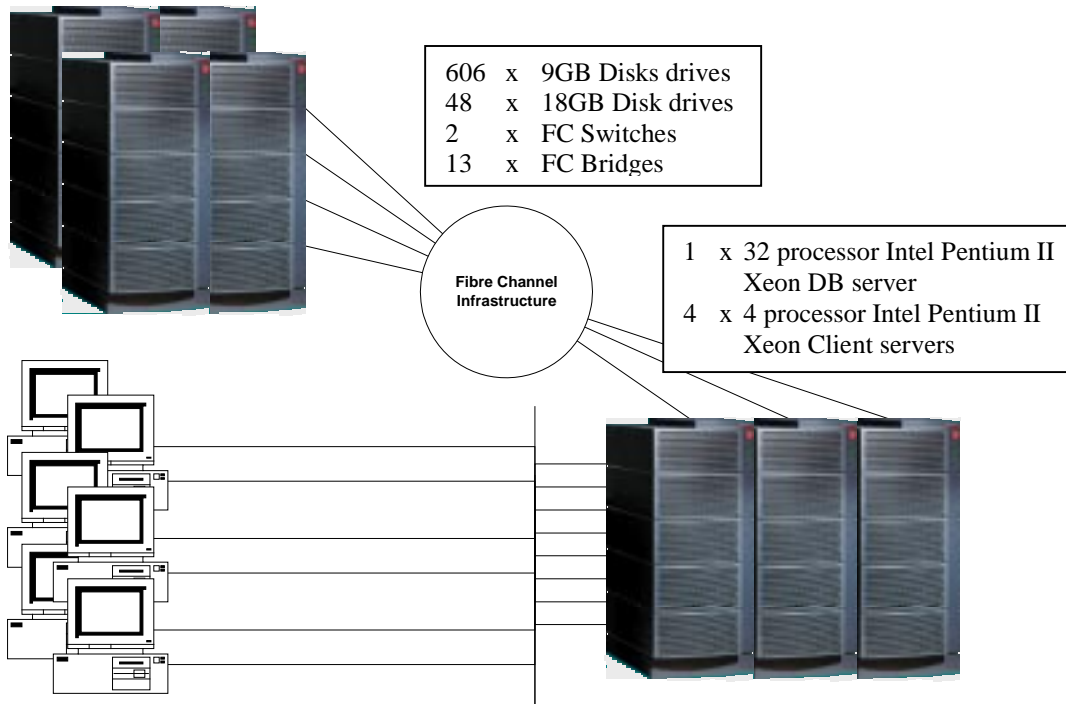 606 x 9GB Disks drives
48 x 18GB Disk drives
2 x FC Switches
13 x FC Bridges
Fibre Channel
Infrastructure
1 x 32 processor Intel Pentium II
Xeon DB server
4 x 4 processor Intel Pentium II
Xeon Client servers